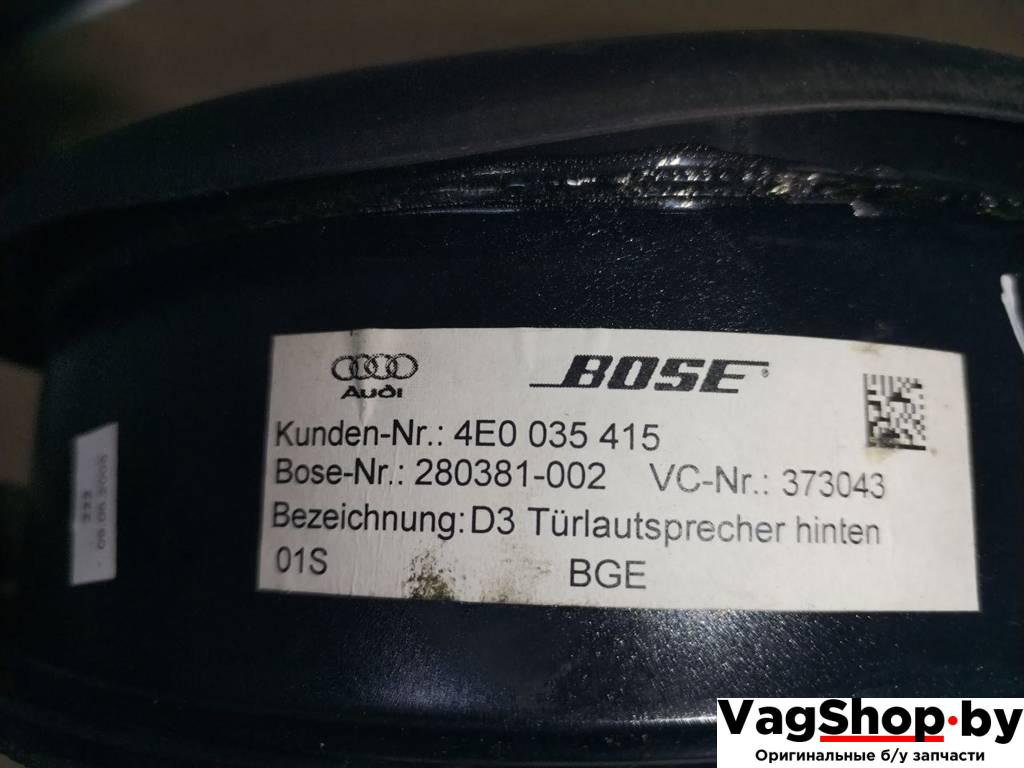 Audi BOSE®
Kunden-Nr.: 4E0 035 415
Bose-Nr.: 280381-002 VC-Nr.: 373043
Bezeichnung: D3 Türlautsprecher hinten
01S BGE
VagShop.by
Оригинальные б/у запчасти